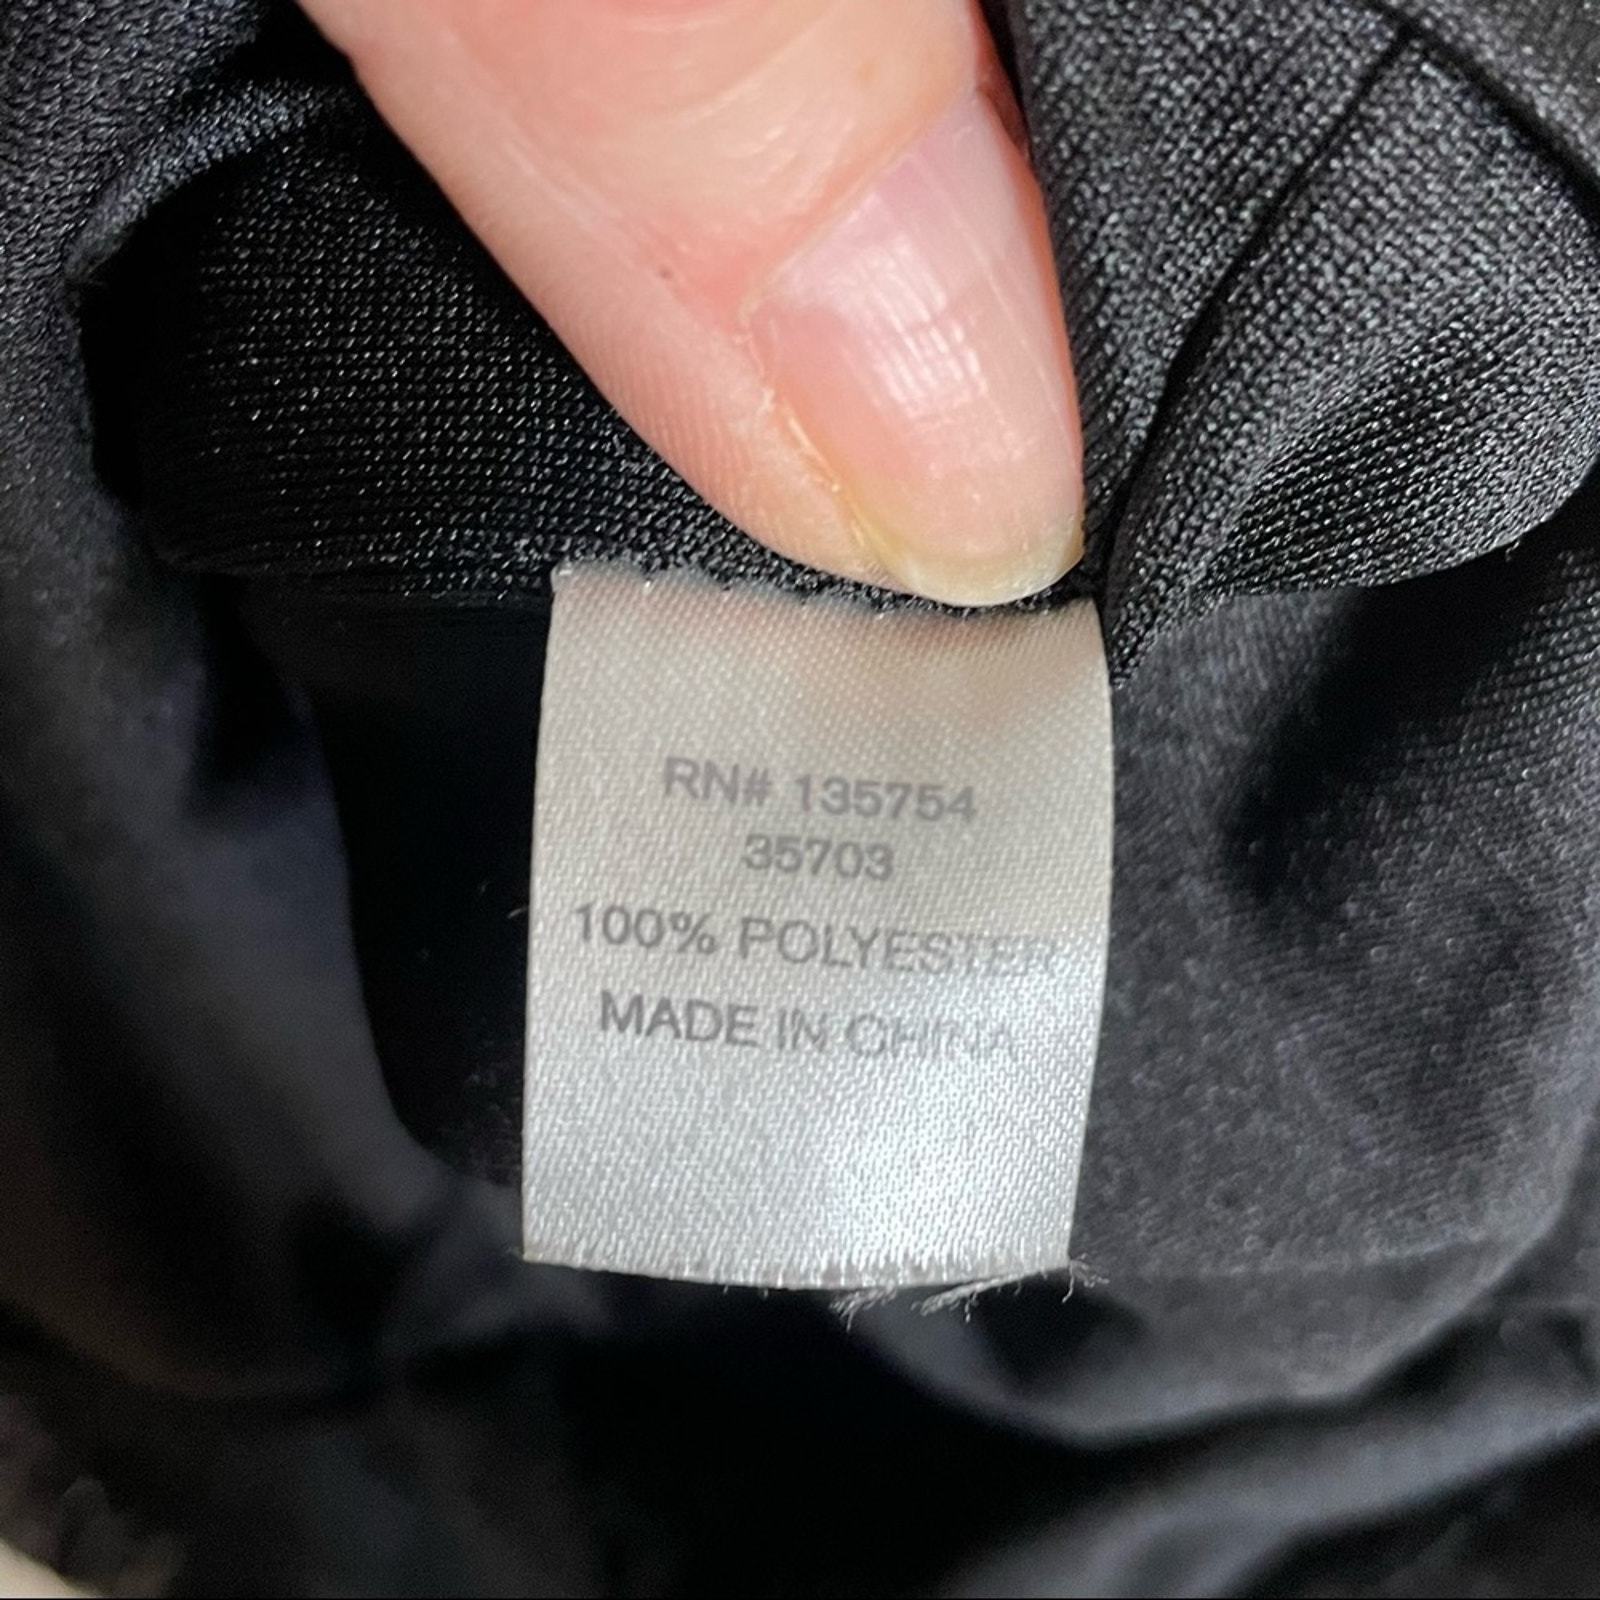 RN# 135754
35703
100% POLYESTER
MADE IN CHINA